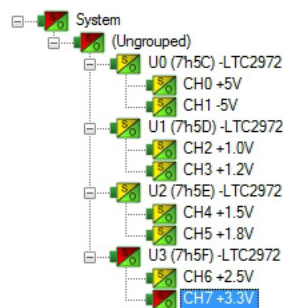 System
(Ungrouped)
U0 (7h5C) -LTC2972
CH0 +5V
CH1 -5V
U1 (7h5D) -LTC2972
CH2 +1.0V
CH3 +1.2V
U2 (7h5E) -LTC2972
CH4 +1.5V
CH5 +1.8V
U3 (7h5F) -LTC2972
CH6 +2.5V
CH7 +3.3V